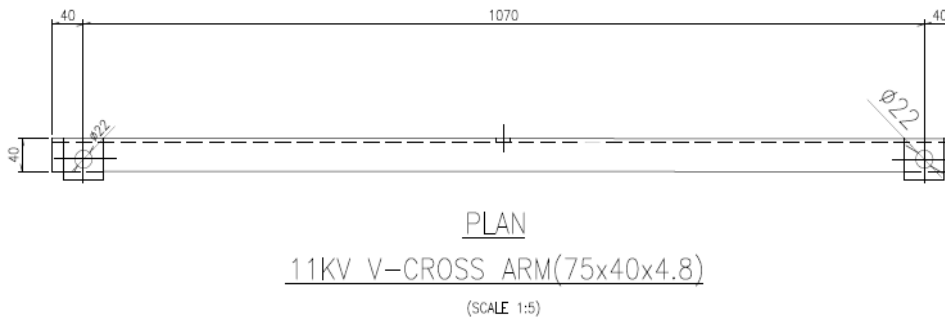 40 1070 40
ø22 ø22
40
PLAN
11KV V-CROSS ARM(75x40x4.8)
(SCALE 1:5)